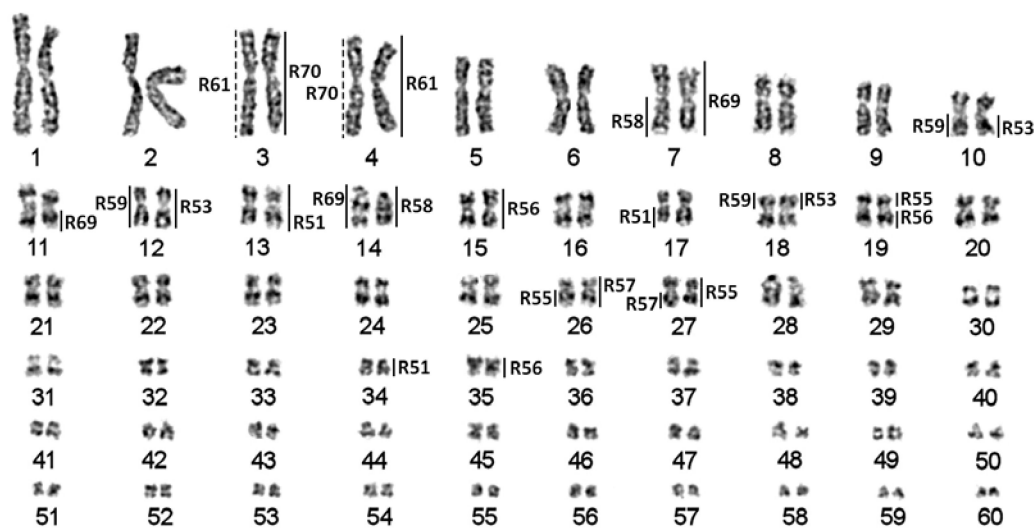 R61 R70 R70 R61 R58 R69 R59 R53
1 2 3 4 5 6 7 8 9 10
R69 R59 R53 R51 R69 R58 R56 R51 R59 R53 R55 R56
11 12 13 14 15 16 17 18 19 20
R55 R57 R57 R55
21 22 23 24 25 26 27 28 29 30
R51 R56
31 32 33 34 35 36 37 38 39 40
41 42 43 44 45 46 47 48 49 50
51 52 53 54 55 56 57 58 59 60